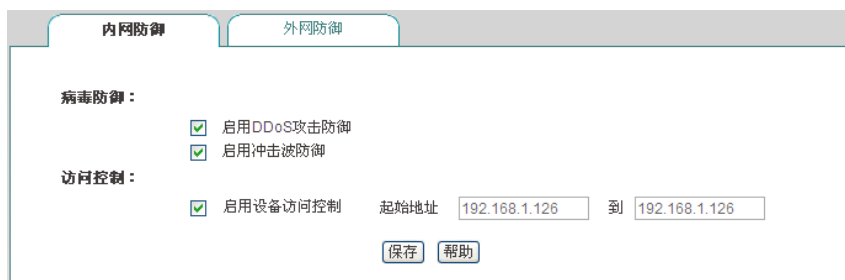 内网防御 外网防御
病毒防御：
启用DDoS攻击防御
启用冲击波防御
访问控制：
启用设备访问控制 起始地址 192.168.1.126 到 192.168.1.126
保存 帮助